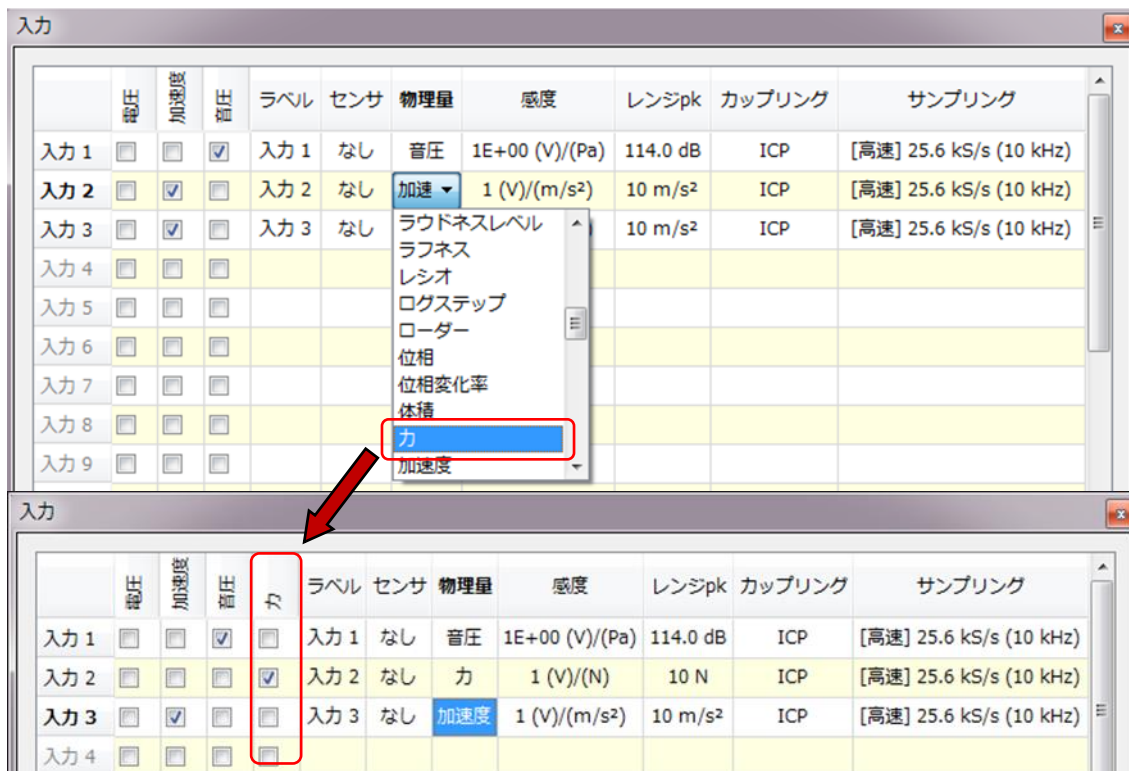 入力
電圧 加速度 音圧 ラベル センサ 物理量 感度 レンジpk カップリング サンプリング
入力 1 入力 1 なし 音圧 1E+00 (V)/(Pa) 114.0 dB ICP [高速] 25.6 kS/s (10 kHz)
入力 2 入力 2 なし 加速 1 (V)/(m/s²) 10 m/s² ICP [高速] 25.6 kS/s (10 kHz)
入力 3 入力 3 なし 10 m/s² ICP [高速] 25.6 kS/s (10 kHz)
入力 4
入力 5
入力 6
入力 7
入力 8
入力 9
ラウドネスレベル
ラフネス
レシオ
ログステップ
ローダー
位相
位相変化率
体積
力
加速度
入力
電圧 加速度 音圧 力 ラベル センサ 物理量 感度 レンジpk カップリング サンプリング
入力 1 入力 1 なし 音圧 1E+00 (V)/(Pa) 114.0 dB ICP [高速] 25.6 kS/s (10 kHz)
入力 2 入力 2 なし 力 1 (V)/(N) 10 N ICP [高速] 25.6 kS/s (10 kHz)
入力 3 入力 3 なし 加速度 1 (V)/(m/s²) 10 m/s² ICP [高速] 25.6 kS/s (10 kHz)
入力 4